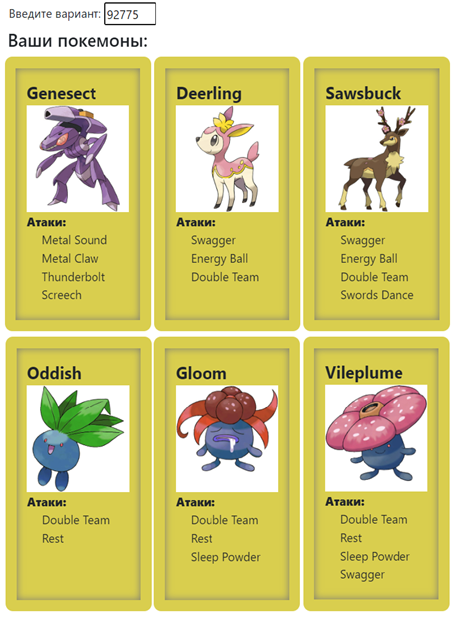 Введите вариант: 92775
Ваши покемоны:
Genesect
Атаки:
Metal Sound
Metal Claw
Thunderbolt
Screech
Deerling
Атаки:
Swagger
Energy Ball
Double Team
Sawsbuck
Атаки:
Swagger
Energy Ball
Double Team
Swords Dance
Oddish
Атаки:
Double Team
Rest
Gloom
Атаки:
Double Team
Rest
Sleep Powder
Vileplume
Атаки:
Double Team
Rest
Sleep Powder
Swagger